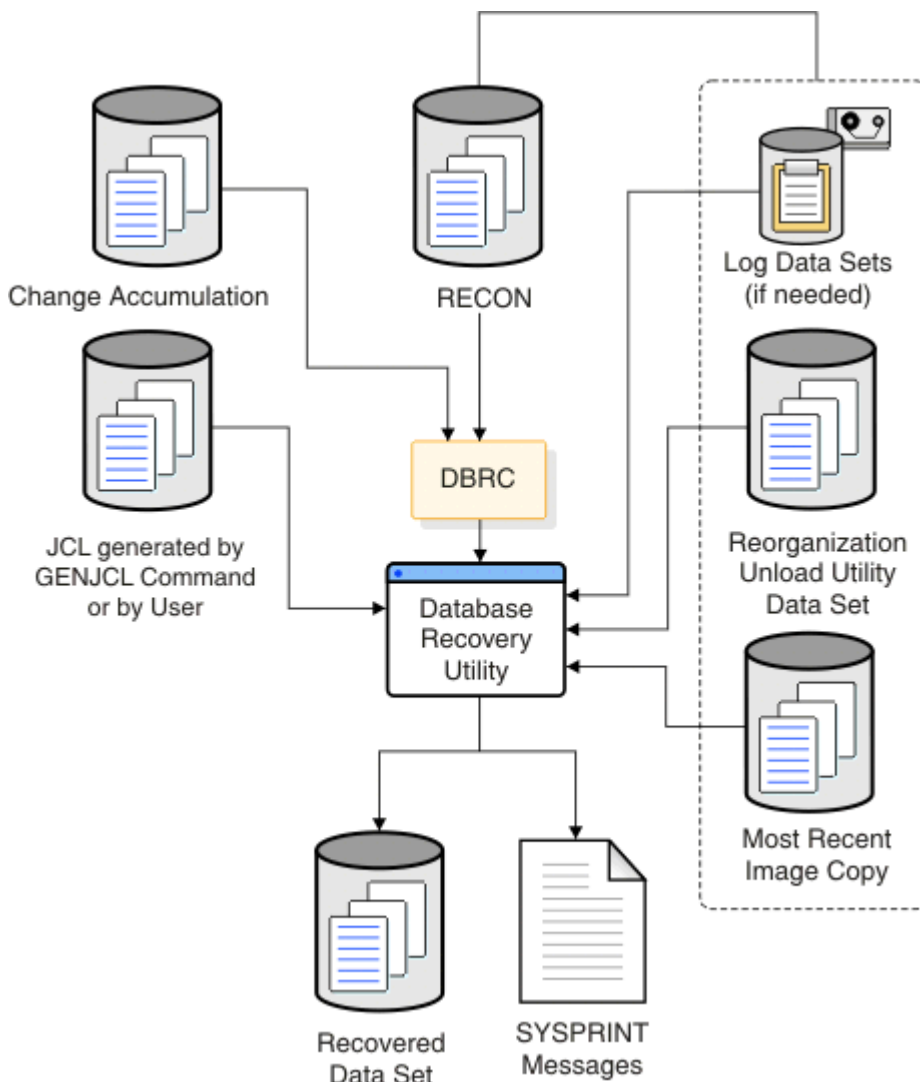 Change Accumulation
RECON
Log Data Sets
(if needed)
JCL generated by
GENJCL Command
or by User
DBRC
Reorganization
Unload Utility
Data Set
Database
Recovery
Utility
Most Recent
Image Copy
Recovered
Data Set
SYSPRINT
Messages